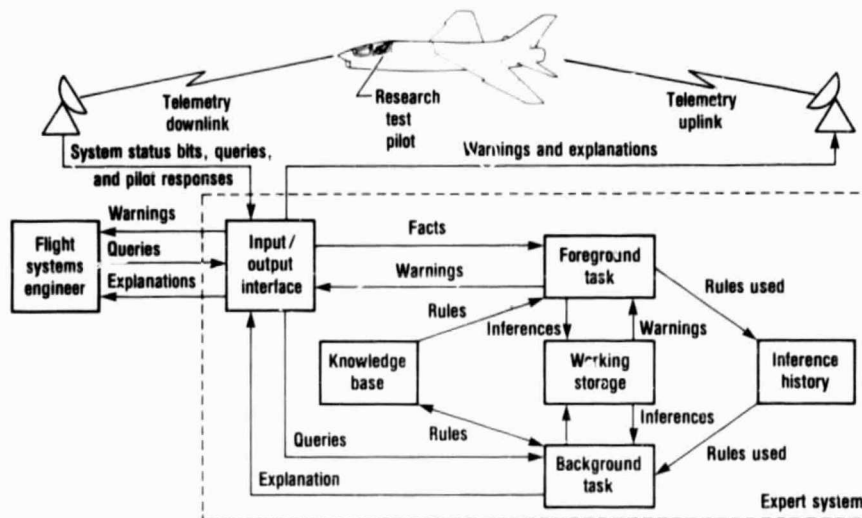 Telemetry
downlink
Research
test
pilot
Telemetry
uplink
System status bits, queries,
and pilot responses
Warnings and explanations
Flight
systems
engineer
Warnings
Queries
Explanations
Input /
output
interface
Facts
Warnings
Foreground
task
Rules used
Rules
Inferences
Warnings
Knowledge
base
Working
storage
Inference
history
Rules
Inferences
Queries
Rules used
Explanation
Background
task
Expert system